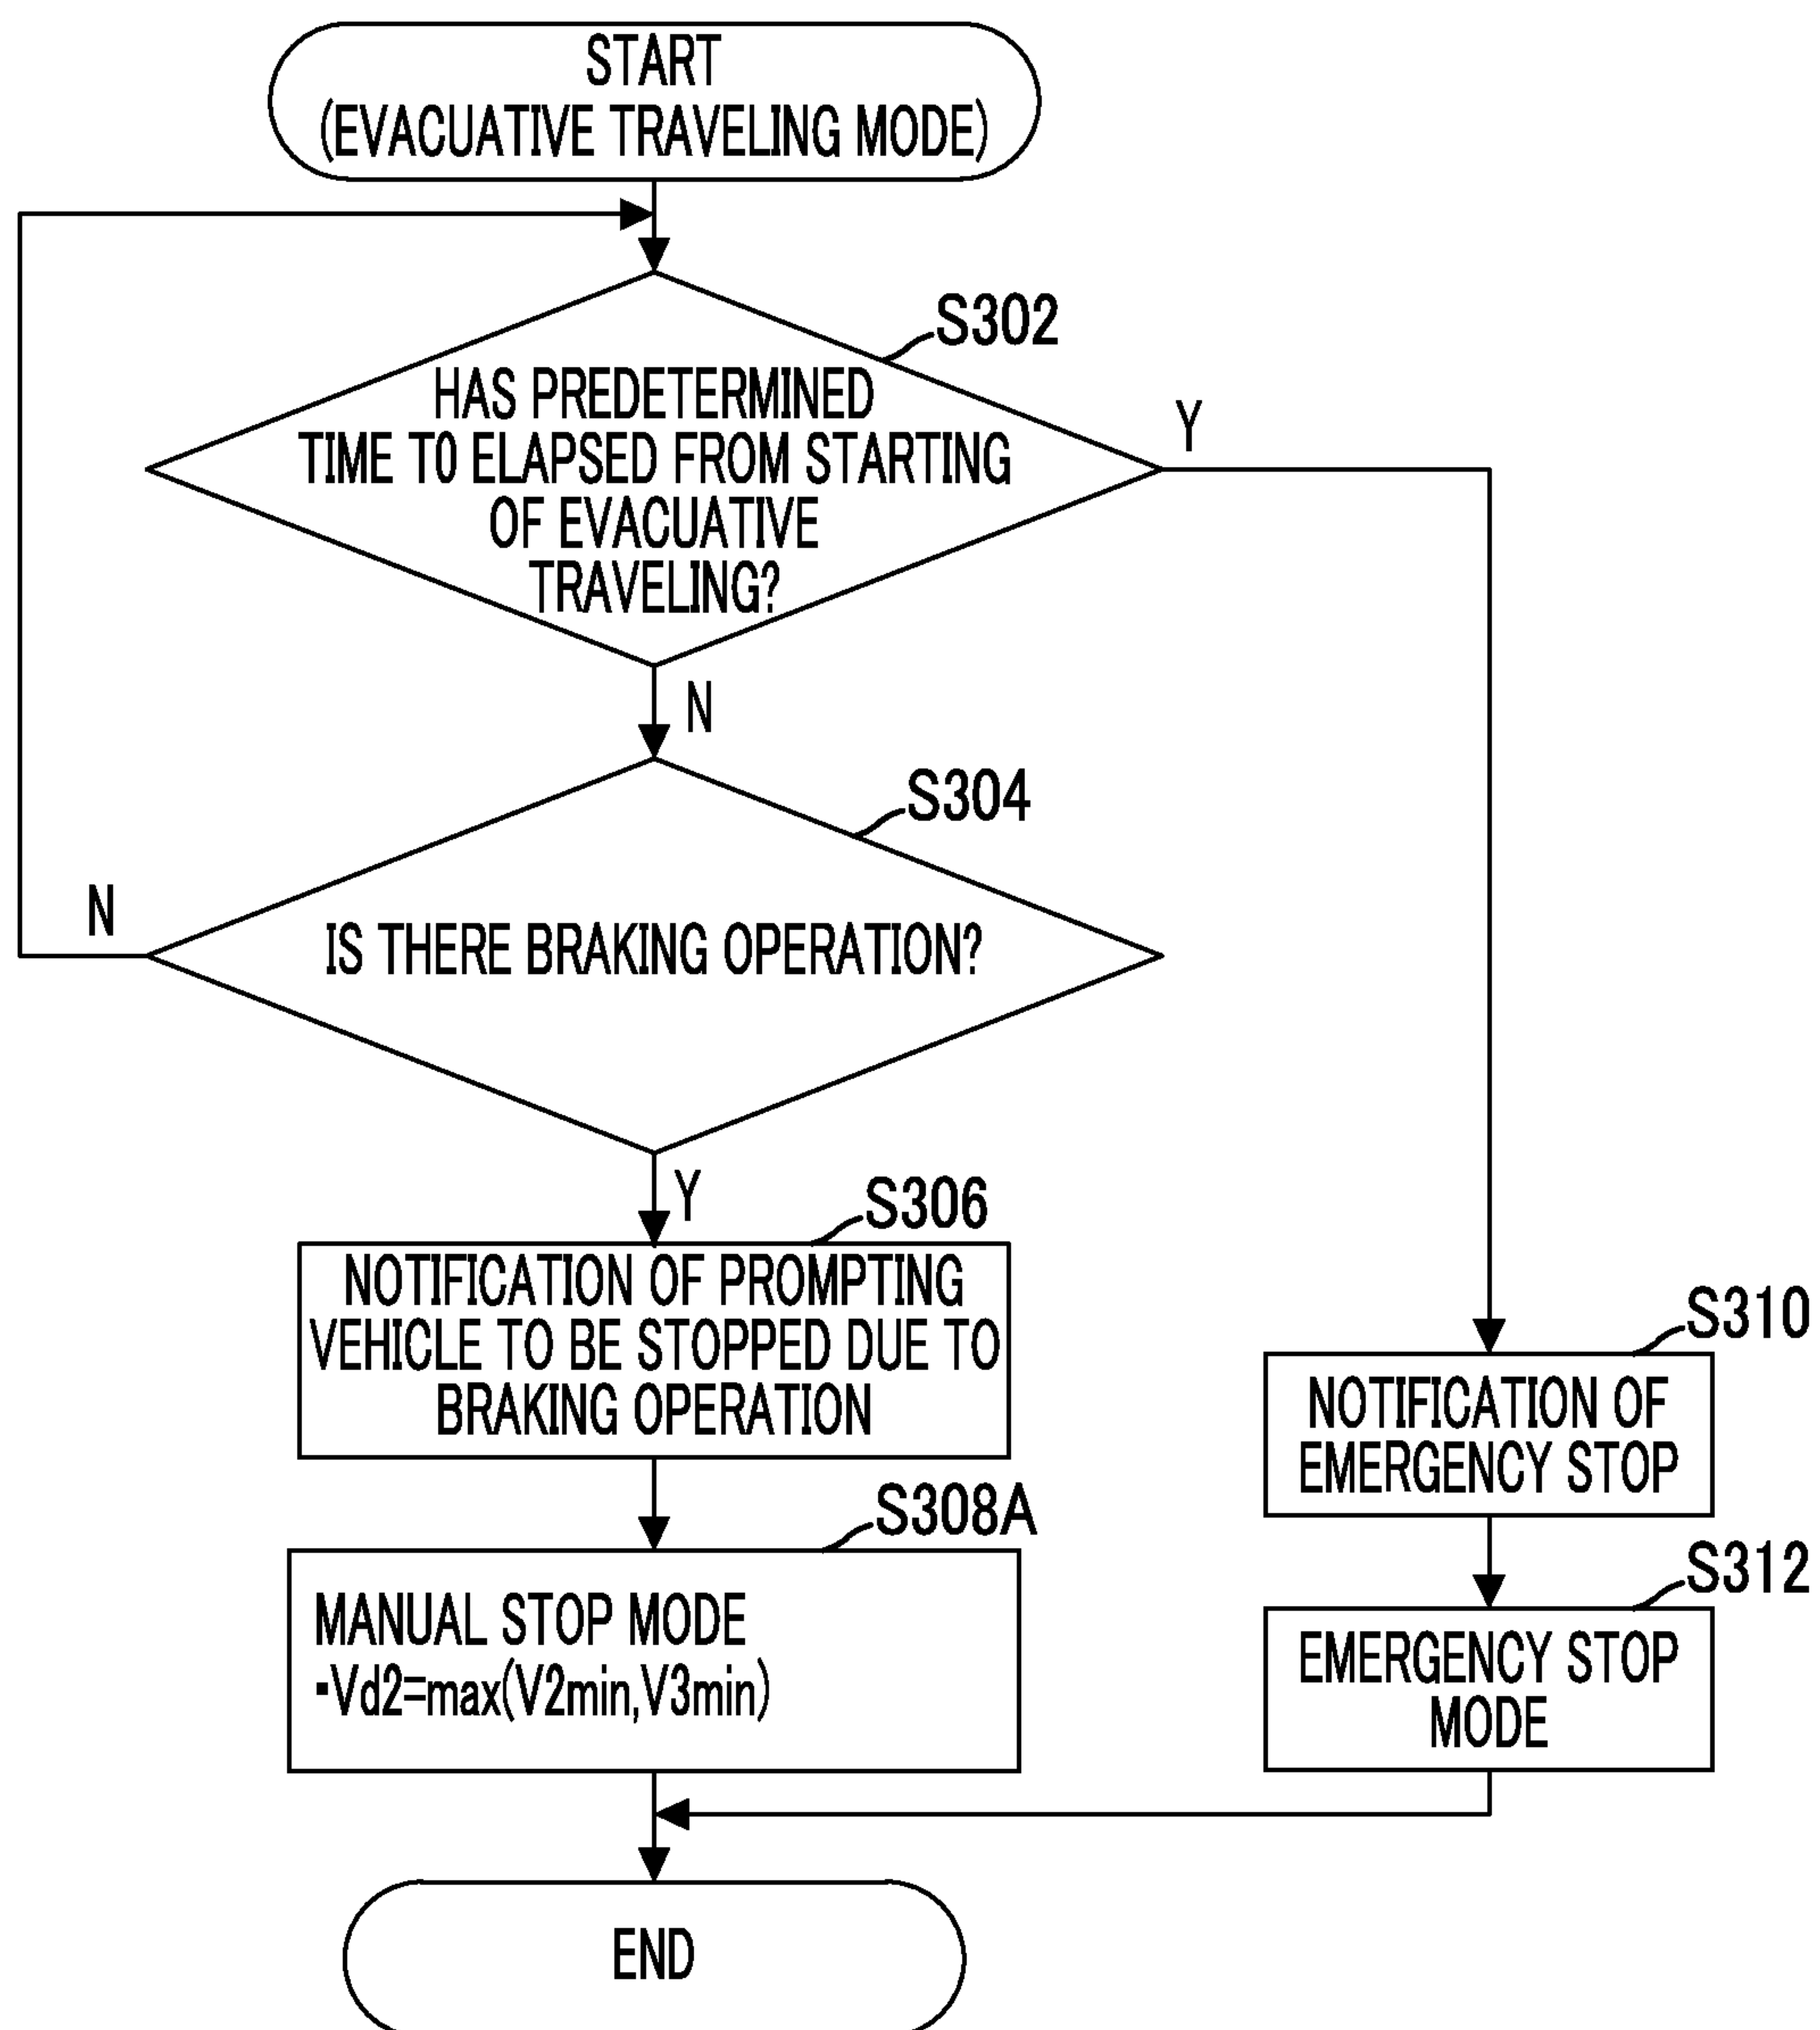 START
(EVACUATIVE TRAVELING MODE)
S302
HAS PREDETERMINED
TIME T0 ELAPSED FROM STARTING
OF EVACUATIVE
TRAVELING?
Y
N
S304
IS THERE BRAKING OPERATION?
N
Y
S306
NOTIFICATION OF PROMPTING
VEHICLE TO BE STOPPED DUE TO
BRAKING OPERATION
S308A
MANUAL STOP MODE
▪Vd2=max(V2min,V3min)
S310
NOTIFICATION OF
EMERGENCY STOP
S312
EMERGENCY STOP
MODE
END